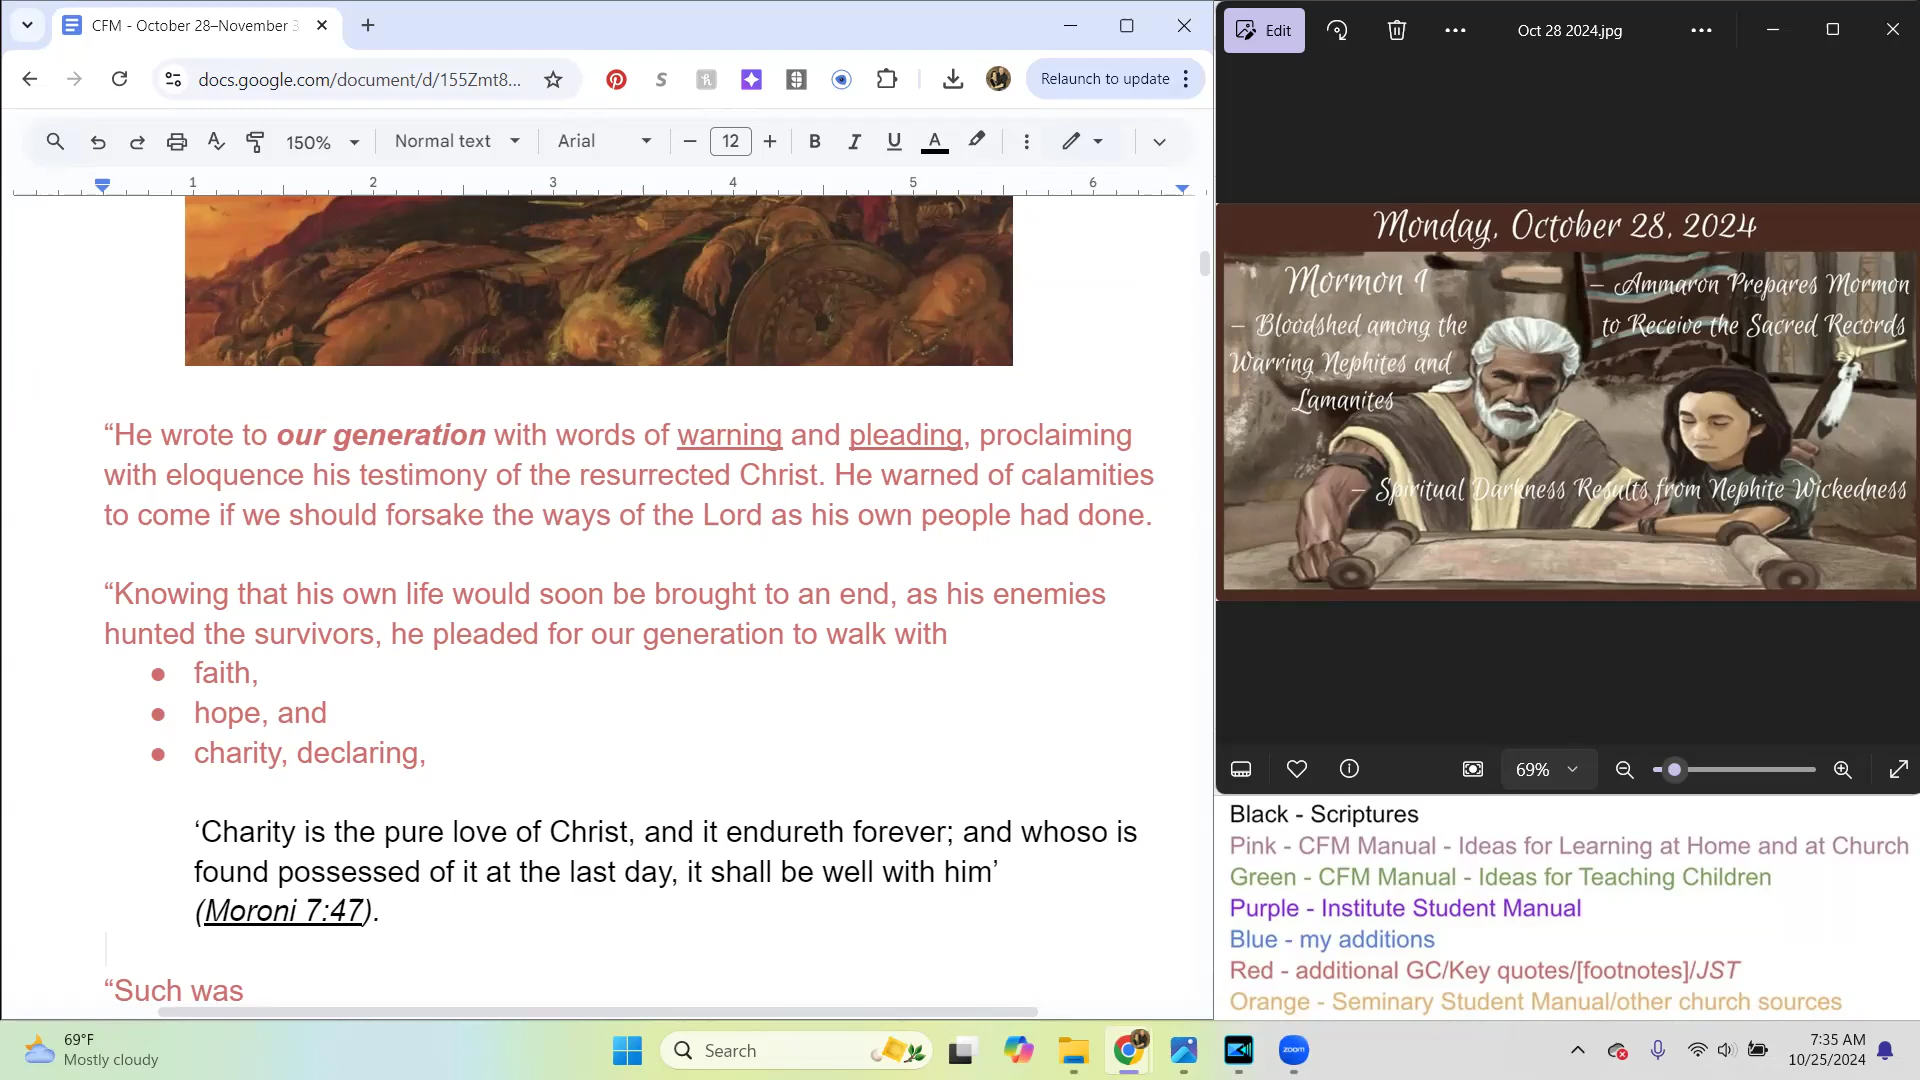 CFM - October 28–November 3
docs.google.com/document/d/155Zmt8...
Relaunch to update
150%
Normal text
Arial
12
1 2 3 4 5 6
“He wrote to our generation with words of warning and pleading, proclaiming
with eloquence his testimony of the resurrected Christ. He warned of calamities
to come if we should forsake the ways of the Lord as his own people had done.
“Knowing that his own life would soon be brought to an end, as his enemies
hunted the survivors, he pleaded for our generation to walk with
● faith,
● hope, and
● charity, declaring,
‘Charity is the pure love of Christ, and it endureth forever; and whoso is
found possessed of it at the last day, it shall be well with him’
(Moroni 7:47).
“Such was
Edit
Oct 28 2024.jpg
Monday, October 28, 2024
Mormon 1
– Bloodshed among the
Warring Nephites and
Lamanites
– Ammaron Prepares Mormon
to Receive the Sacred Records
– Spiritual Darkness Results from Nephite Wickedness
69%
Black - Scriptures
Pink - CFM Manual - Ideas for Learning at Home and at Church
Green - CFM Manual - Ideas for Teaching Children
Purple - Institute Student Manual
Blue - my additions
Red - additional GC/Key quotes/[footnotes]/JST
Orange - Seminary Student Manual/other church sources
69°F
Mostly cloudy
Search
zoom
7:35 AM
10/25/2024